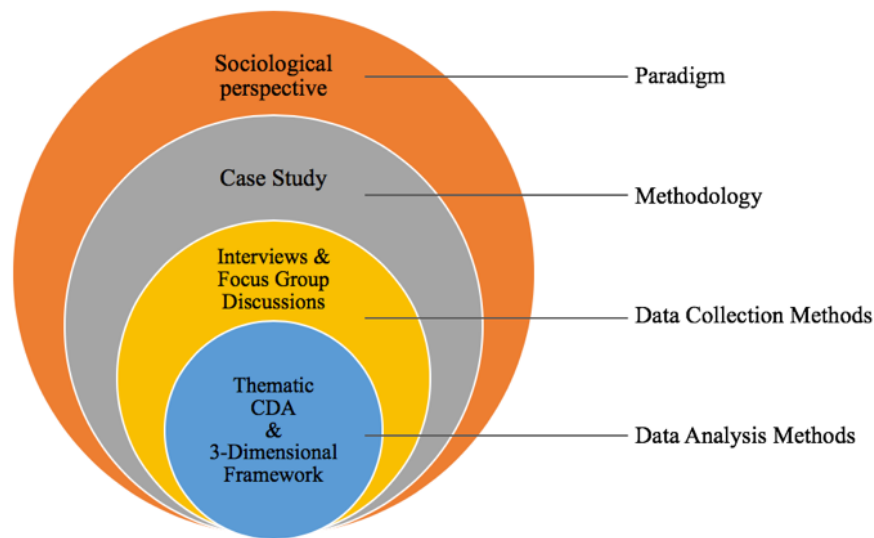 Sociological
perspective
Paradigm
Case Study
Methodology
Interviews &
Focus Group
Discussions
Data Collection Methods
Thematic
CDA
&
3-Dimensional
Framework
Data Analysis Methods